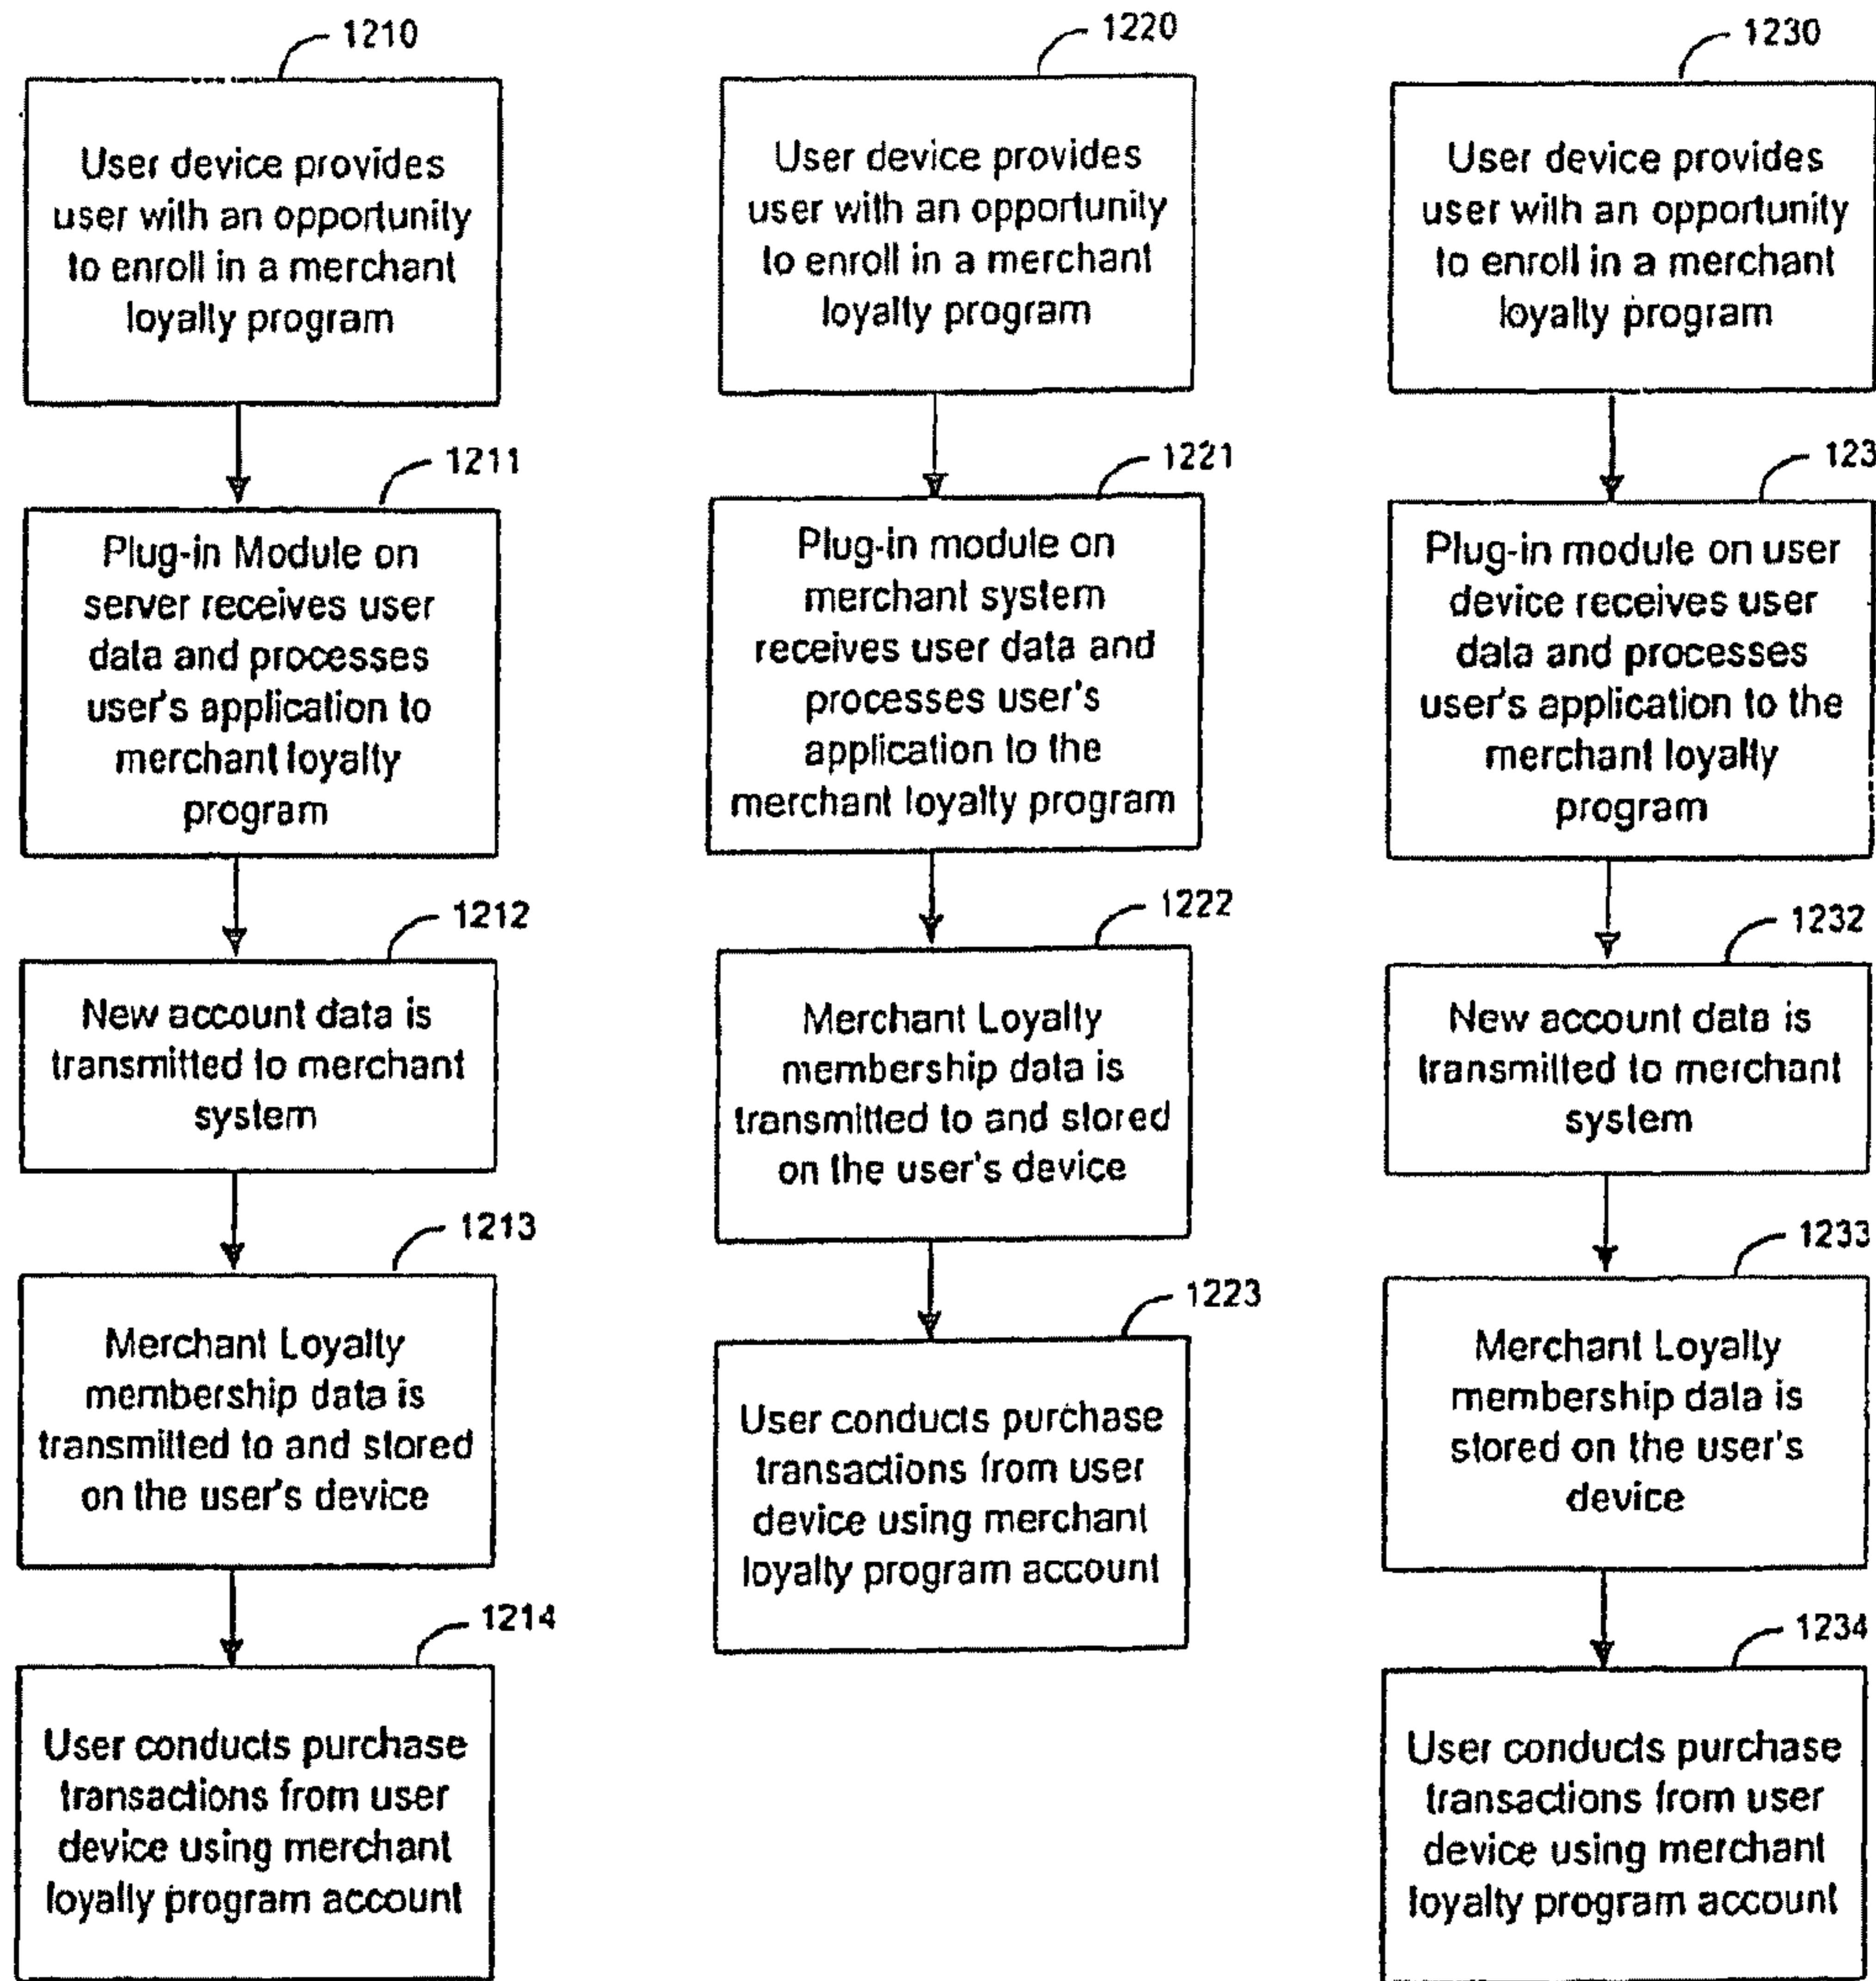 1210
User device provides
user with an opportunity
to enroll in a merchant
loyalty program
1211
Plug-in Module on
server receives user
data and processes
user's application to
merchant loyalty
program
1212
New account data is
transmitted to merchant
system
1213
Merchant Loyalty
membership data is
transmitted to and stored
on the user's device
1214
User conducts purchase
transactions from user
device using merchant
loyalty program account
1220
User device provides
user with an opportunity
to enroll in a merchant
loyalty program
1221
Plug-in module on
merchant system
receives user data and
processes user's
application to the
merchant loyalty program
1222
Merchant Loyalty
membership data is
transmitted to and stored
on the user's device
1223
User conducts purchase
transactions from user
device using merchant
loyalty program account
1230
User device provides
user with an opportunity
to enroll in a merchant
loyalty program
123
Plug-in module on user
device receives user
data and processes
user's application to the
merchant loyalty
program
1232
New account data is
transmitted to merchant
system
1233
Merchant Loyalty
membership data is
stored on the user's
device
1234
User conducts purchase
transactions from user
device using merchant
loyalty program account